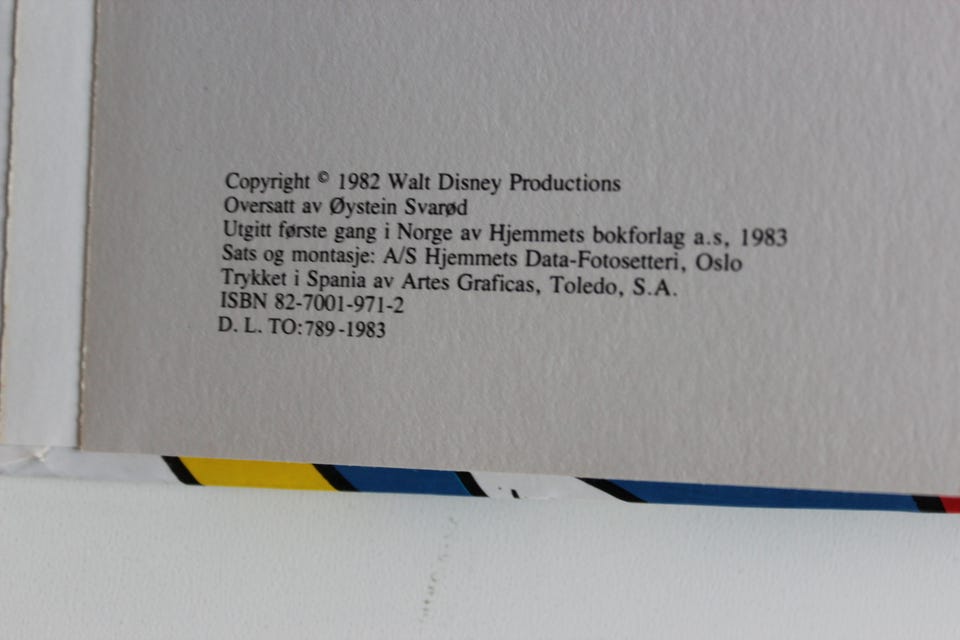 Copyright © 1982 Walt Disney Productions
Oversatt av Øystein Svarød
Utgitt første gang i Norge av Hjemmets bokforlag a.s, 1983
Sats og montasje: A/S Hjemmets Data-Fotosetteri, Oslo
Trykket i Spania av Artes Graficas, Toledo, S.A.
ISBN 82-7001-971-2
D. L. TO:789-1983